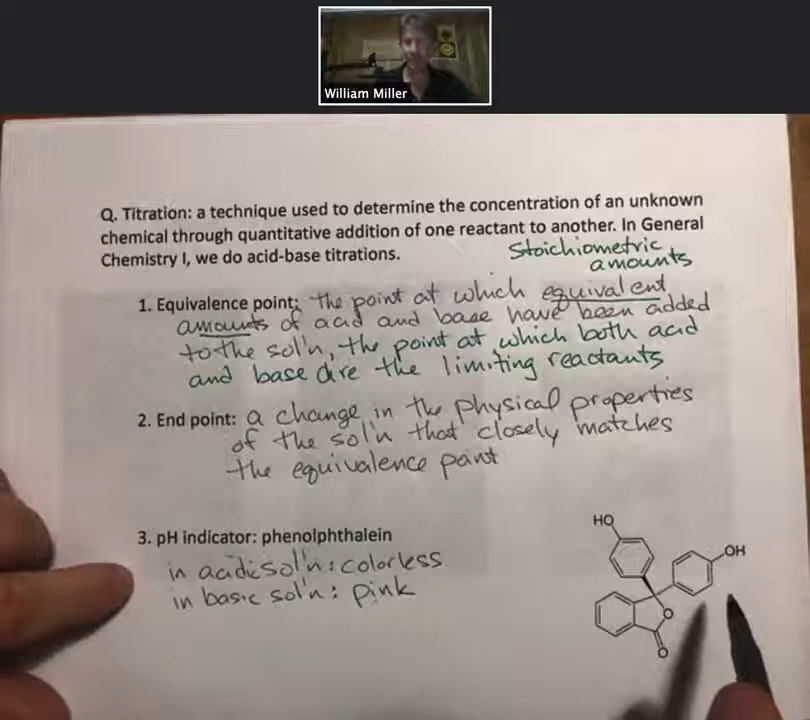 William Miller
Q. Titration: a technique used to determine the concentration of an unknown
chemical through quantitative addition of one reactant to another. In General
Chemistry I, we do acid-base titrations.
Stoichiometric
amounts
1. Equivalence point: the point at which equivalent
amounts of acid and base have been added
to the sol'n, the point at which both acid
and base are the limiting reactants
2. End point: a change in the physical properties
of the sol'n that closely matches
the equivalence point
3. pH indicator: phenolphthalein
in acidic sol'n: colorless
in basic sol'n: pink
HO
OH
O
O